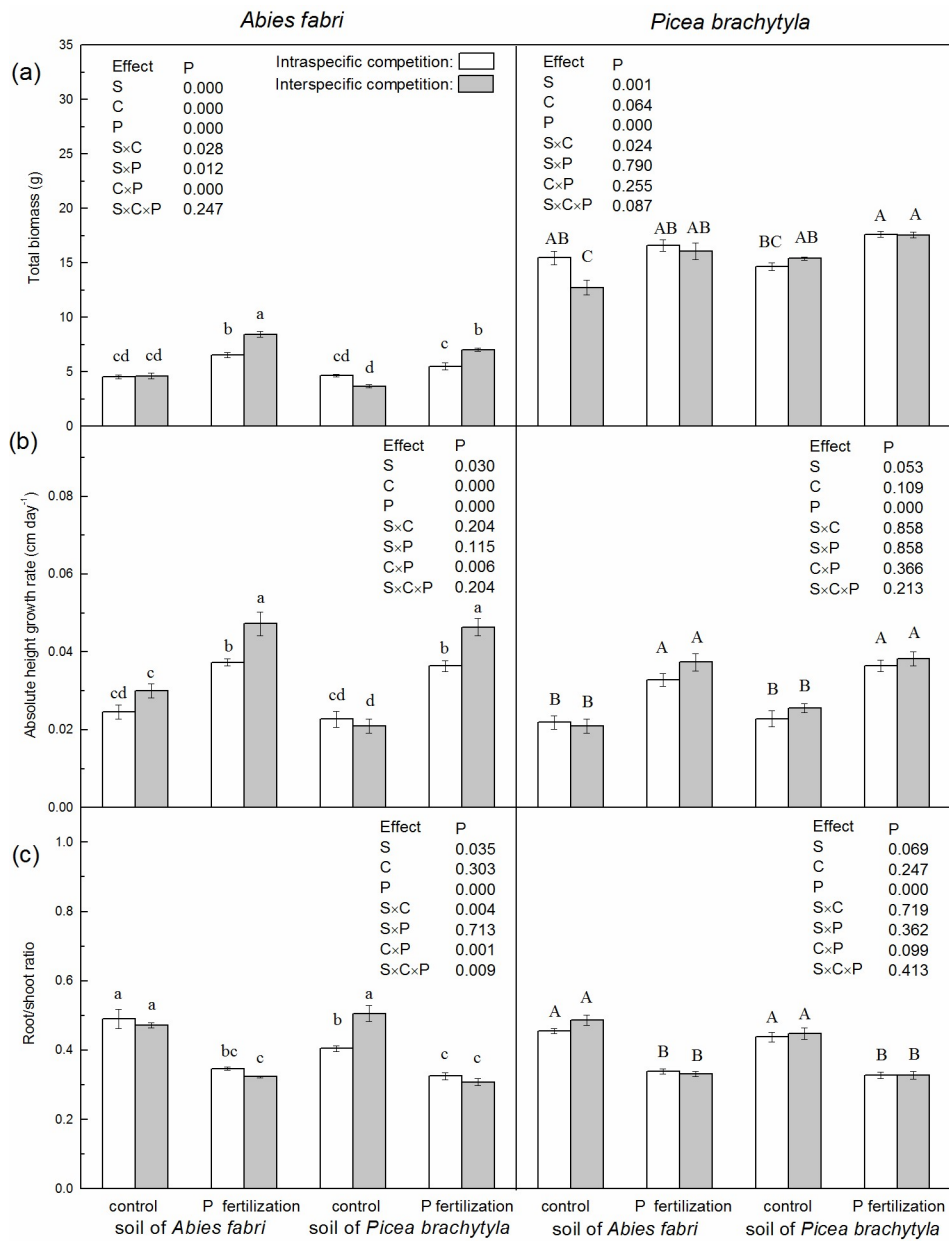 Abies fabri
Picea brachytyla
(a)
Total biomass (g)
35
30
25
20
15
10
5
0
Effect P
S 0.000
C 0.000
P 0.000
S×C 0.028
S×P 0.012
C×P 0.000
S×C×P 0.247
Intraspecific competition:
Interspecific competition:
cd cd b a cd d c b
Effect P
S 0.001
C 0.064
P 0.000
S×C 0.024
S×P 0.790
C×P 0.255
S×C×P 0.087
AB C AB AB BC AB A A
(b)
Absolute height growth rate (cm day-1)
0.08
0.06
0.04
0.02
0.00
Effect P
S 0.030
C 0.000
P 0.000
S×C 0.204
S×P 0.115
C×P 0.006
S×C×P 0.204
cd c b a cd d b a
Effect P
S 0.053
C 0.109
P 0.000
S×C 0.858
S×P 0.858
C×P 0.366
S×C×P 0.213
B B A A B B A A
(c)
Root/shoot ratio
1.0
0.8
0.6
0.4
0.2
0.0
Effect P
S 0.035
C 0.303
P 0.000
S×C 0.004
S×P 0.713
C×P 0.001
S×C×P 0.009
a a bc c b a c c
Effect P
S 0.069
C 0.247
P 0.000
S×C 0.719
S×P 0.362
C×P 0.099
S×C×P 0.413
A A B B A A B B
control P fertilization control P fertilization control P fertilization control P fertilization
soil of Abies fabri soil of Picea brachytyla soil of Abies fabri soil of Picea brachytyla